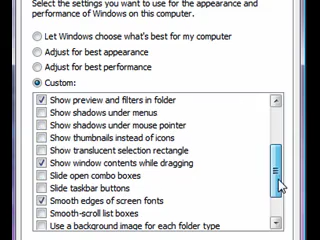 Select the settings you want to use for the appearance and
performance of Windows on this computer.
Let Windows choose what's best for my computer
Adjust for best appearance
Adjust for best performance
Custom:
Show preview and filters in folder
Show shadows under menus
Show shadows under mouse pointer
Show thumbnails instead of icons
Show translucent selection rectangle
Show window contents while dragging
Slide open combo boxes
Slide taskbar buttons
Smooth edges of screen fonts
Smooth-scroll list boxes
Use a background image for each folder type